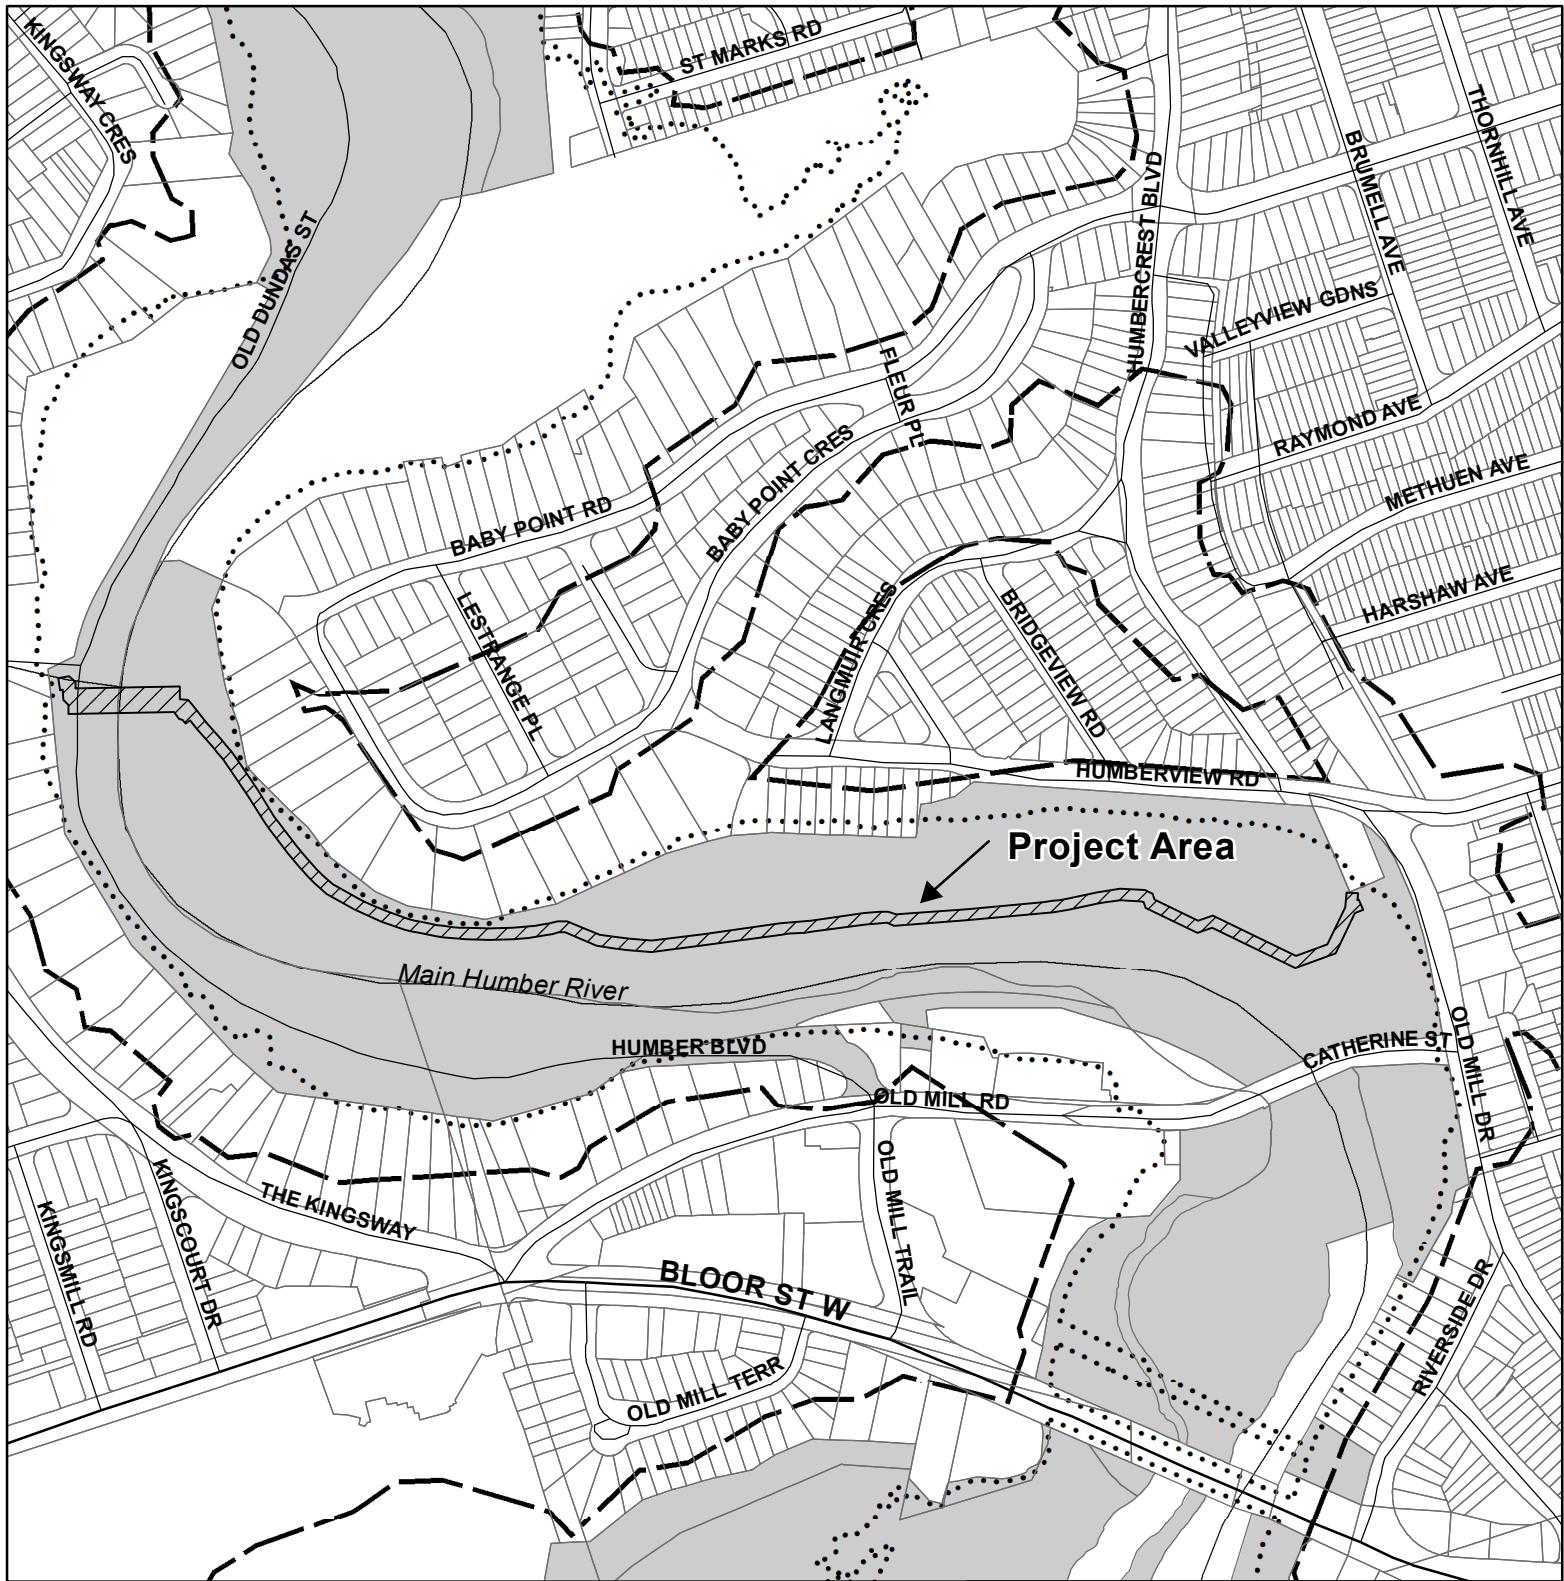 KINGSWAY CRES
ST MARKS RD
THORNHILL AVE
BRUMELL AVE
HUMBERCREST BLVD
OLD DUNDAS ST
VALLEYVIEW GDNS
FLEUR PL
RAYMOND AVE
BABY POINT CRES
METHUEN AVE
BABY POINT RD
HARSHAW AVE
LESTRANGE PL
LANGMUIR CRES
BRIDGEVIEW RD
HUMBERVIEW RD
Project Area
Main Humber River
HUMBER BLVD
CATHERINE ST
OLD MILL DR
OLD MILL RD
OLD MILL TRAIL
THE KINGSWAY
KINGSCOURT DR
KINGSMILL RD
BLOOR ST W
RIVERSIDE DR
OLD MILL TERR